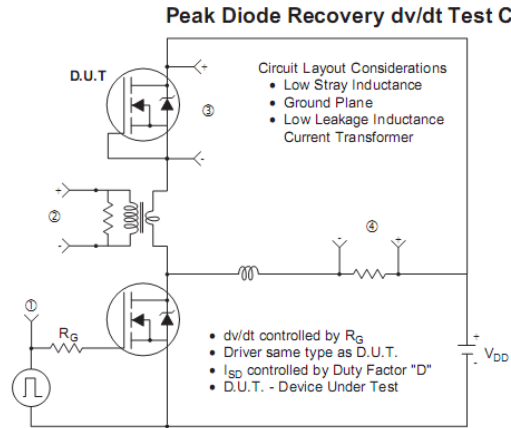 Peak Diode Recovery dv/dt Test C
D.U.T
+
-
③
Circuit Layout Considerations
• Low Stray Inductance
• Ground Plane
• Low Leakage Inductance
Current Transformer
+
②
-
④
-
+
①
RG
• dv/dt controlled by RG
• Driver same type as D.U.T.
• ISD controlled by Duty Factor "D"
• D.U.T. - Device Under Test
+
-
VDD